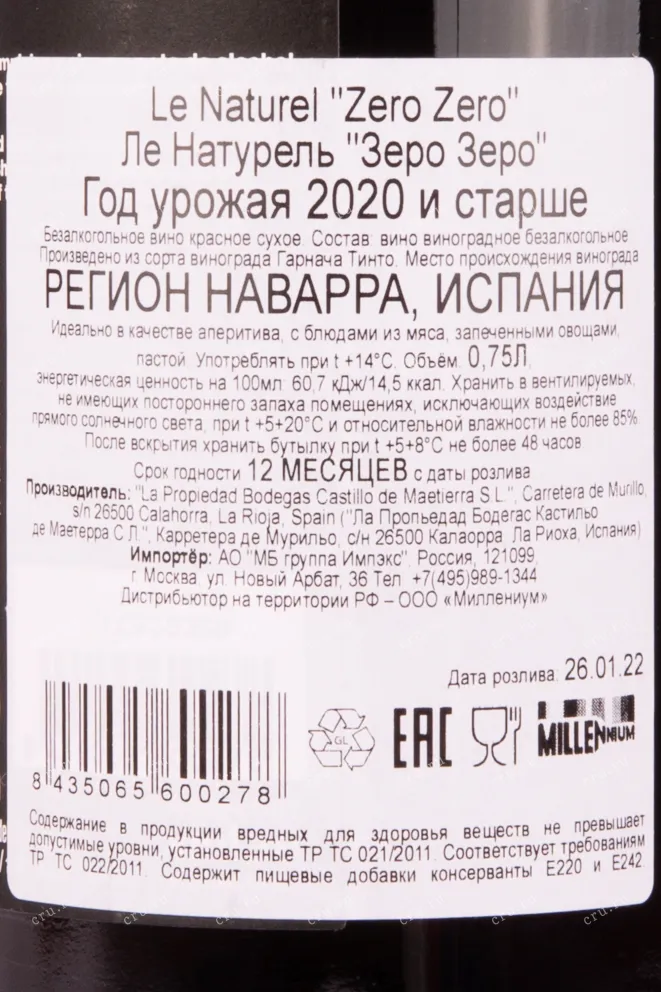 Le Naturel "Zero Zero"
Ле Натурель "Зеро Зеро"
Год урожая 2020 и старше
Безалкогольное вино красное сухое. Состав: вино виноградное безалкогольное
Произведено из сорта винограда Гарнача Тинто. Место происхождения винограда
РЕГИОН НАВАРРА, ИСПАНИЯ
Идеально в качестве аперитива, с блюдами из мяса, запеченными овощами,
пастой. Употреблять при t +14°C. Объём: 0,75Л
энергетическая ценность на 100мл: 60,7 кДж/14,5 ккал. Хранить в вентилируемых,
не имеющих постороннего запаха помещениях, исключающих воздействие
прямого солнечного света, при t +5+20°C и относительной влажности не более 85%
После вскрытия хранить бутылку при t +5+8°C не более 48 часов
Срок годности 12 МЕСЯЦЕВ с даты розлива
Производитель: "La Propiedad Bodegas Castillo de Maetierra S.L.", Carretera de Murillo,
s/n 26500 Calahorra, La Rioja, Spain ("Ла Пропьедад Бодегас Кастильо
де Маетерра С.Л.", Карретера де Мурильо, с/н 26500 Калаорра, Ла Риоха, Испания)
Импортёр: АО "МБ группа Импэкс". Россия, 121099,
г. Москва, ул. Новый Арбат, 36 Тел. +7(495)989-1344
Дистрибьютор на территории РФ – ООО «Миллениум»
Дата розлива: 26.01.22
GL
EAC
MILLENNIUM
8 435065 600278
Содержание в продукции вредных для здоровья веществ не превышает
допустимые уровни, установленные ТР ТС 021/2011. Соответствует требованиям
ТР ТС 022/2011. Содержит пищевые добавки консерванты Е220 и Е242